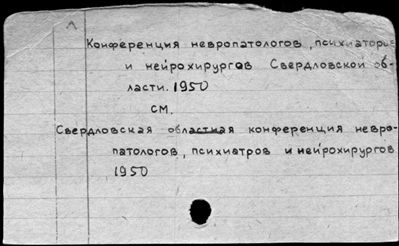 Конференция невропатологов, психиатров
и нейрохирургов Свердловской об-
ласти. 1950
см.
Свердловская областная конференция невро-
патологов, психиатров и нейрохирургов
1950